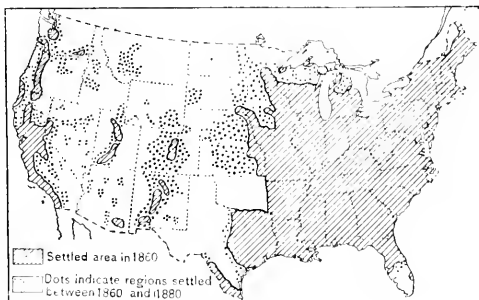 Settled area in 1860
Dots indicate regions settled
between 1860 and 1880